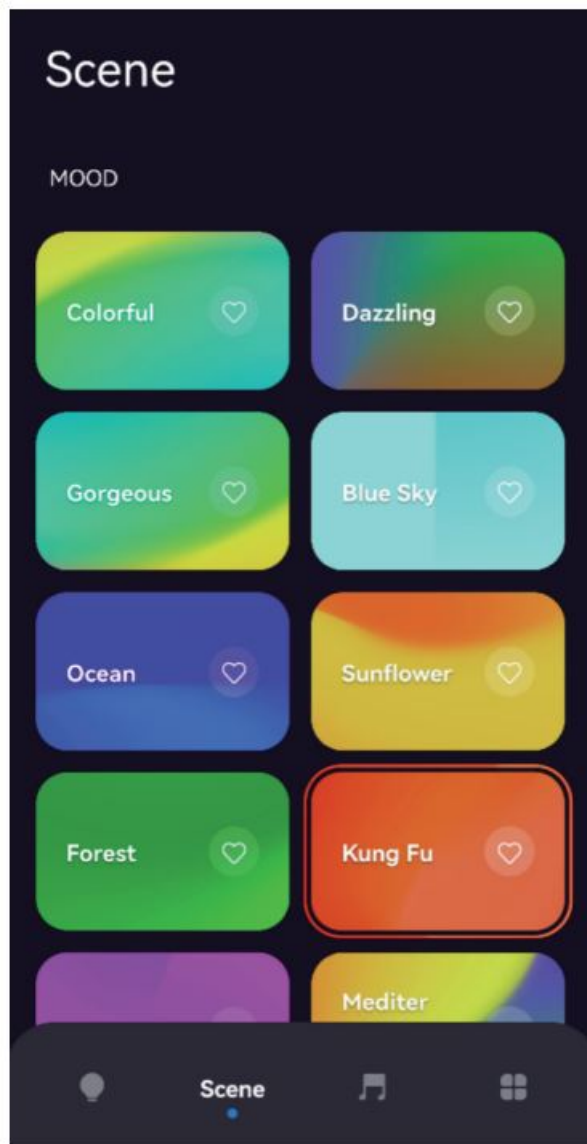 Scene
MOOD
Colorful
Dazzling
Gorgeous
Blue Sky
Ocean
Sunflower
Forest
Kung Fu
Mediter
Scene